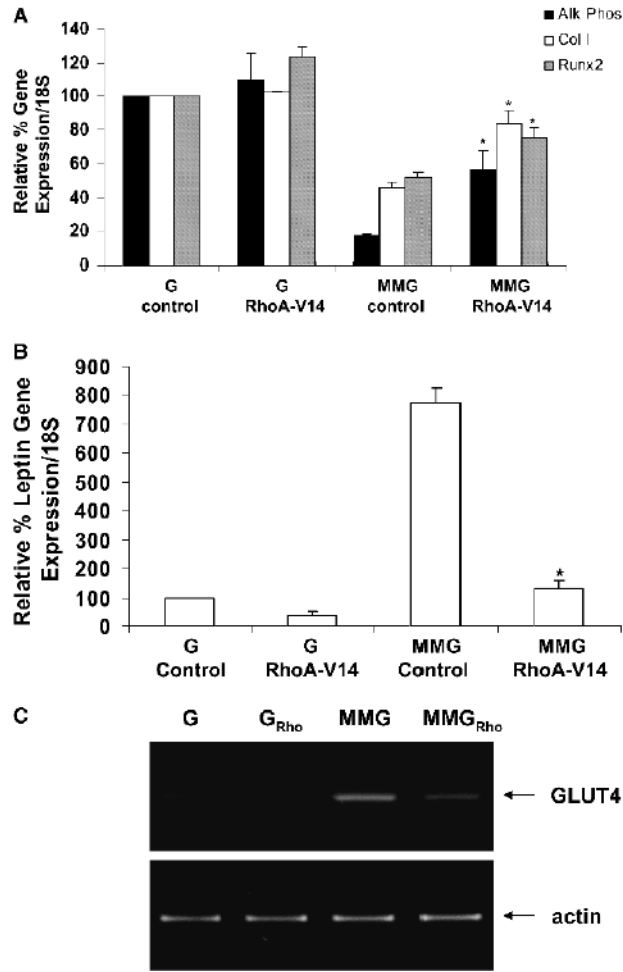 A
Alk Phos
Col I
Runx2
Relative % Gene
Expression/18S
140
120
100
80
60
40
20
0
* * *
G
control
G
RhoA-V14
MMG
control
MMG
RhoA-V14
B
Relative % Leptin Gene
Expression/18S
900
800
700
600
500
400
300
200
100
0
*
G
Control
G
RhoA-V14
MMG
Control
MMG
RhoA-V14
C
G GRho MMG MMGRho
GLUT4
actin